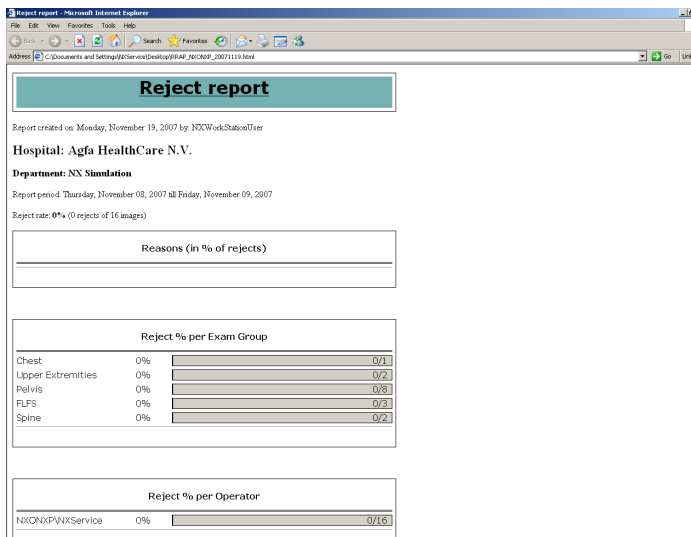 Reject report - Microsoft Internet Explorer
File Edit View Favorites Tools Help
Back Search Favorites
Address C:\Documents and Settings\NXService\Desktop\RRAP_NXONXP_20071119.html Go Link
Reject report
Report created on: Monday, November 19, 2007 by: NXWorkStationUser
Hospital: Agfa HealthCare N.V.
Department: NX Simulation
Report period: Thursday, November 08, 2007 till Friday, November 09, 2007
Reject rate: 0% (0 rejects of 16 images)
Reasons (in % of rejects)
Reject % per Exam Group
Chest 0% 0/1
Upper Extremities 0% 0/2
Pelvis 0% 0/8
FLFS 0% 0/3
Spine 0% 0/2
Reject % per Operator
NXONXP\NXService 0% 0/16